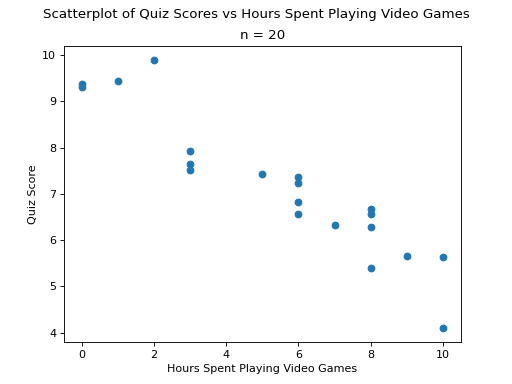 Scatterplot of Quiz Scores vs Hours Spent Playing Video Games
n = 20
10
9
8
7
6
5
4
Quiz Score
0 2 4 6 8 10
Hours Spent Playing Video Games